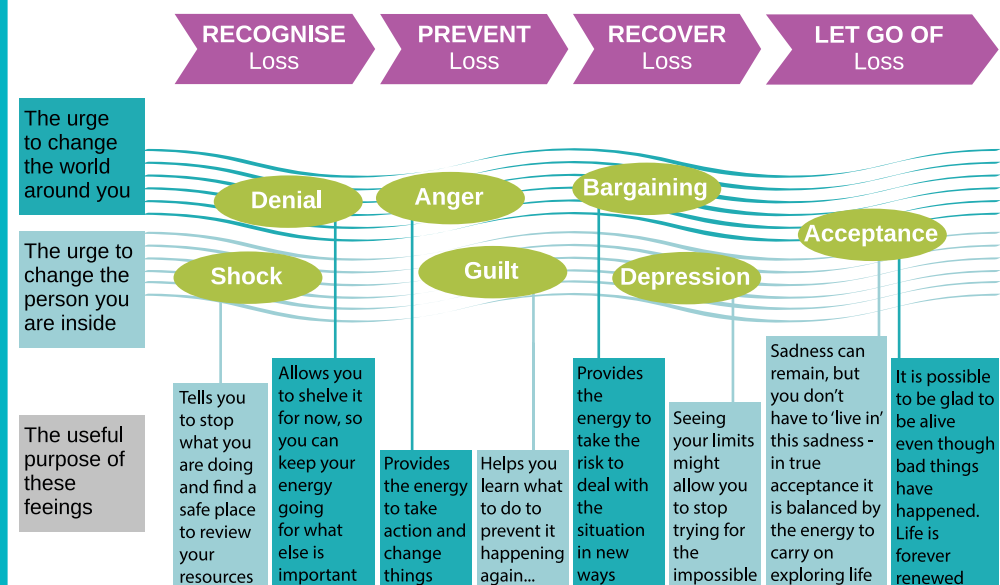 RECOGNISE
Loss
PREVENT
Loss
RECOVER
Loss
LET GO OF
Loss
The urge
to change
the world
around you
Denial
Anger
Bargaining
Acceptance
The urge to
change the
person you
are inside
Shock
Guilt
Depression
The useful
purpose of
these
feeings
Tells you
to stop
what you
are doing
and find a
safe place
to review
your
resources
Allows you
to shelve it
for now, so
you can
keep your
energy
going
for what
else is
important
Provides
the energy
to take
action and
change
things
Helps you
learn what
to do to
prevent it
happening
again...
Provides
the
energy to
take the
risk to
deal with
the
situation
in new
ways
Seeing
your limits
might
allow you
to stop
trying for
the
impossible
Sadness can
remain, but
you don't
have to 'live in'
this sadness -
in true
acceptance it
is balanced by
the energy to
carry on
exploring life
It is possible
to be glad to
be alive
even though
bad things
have
happened.
Life is
forever
renewed